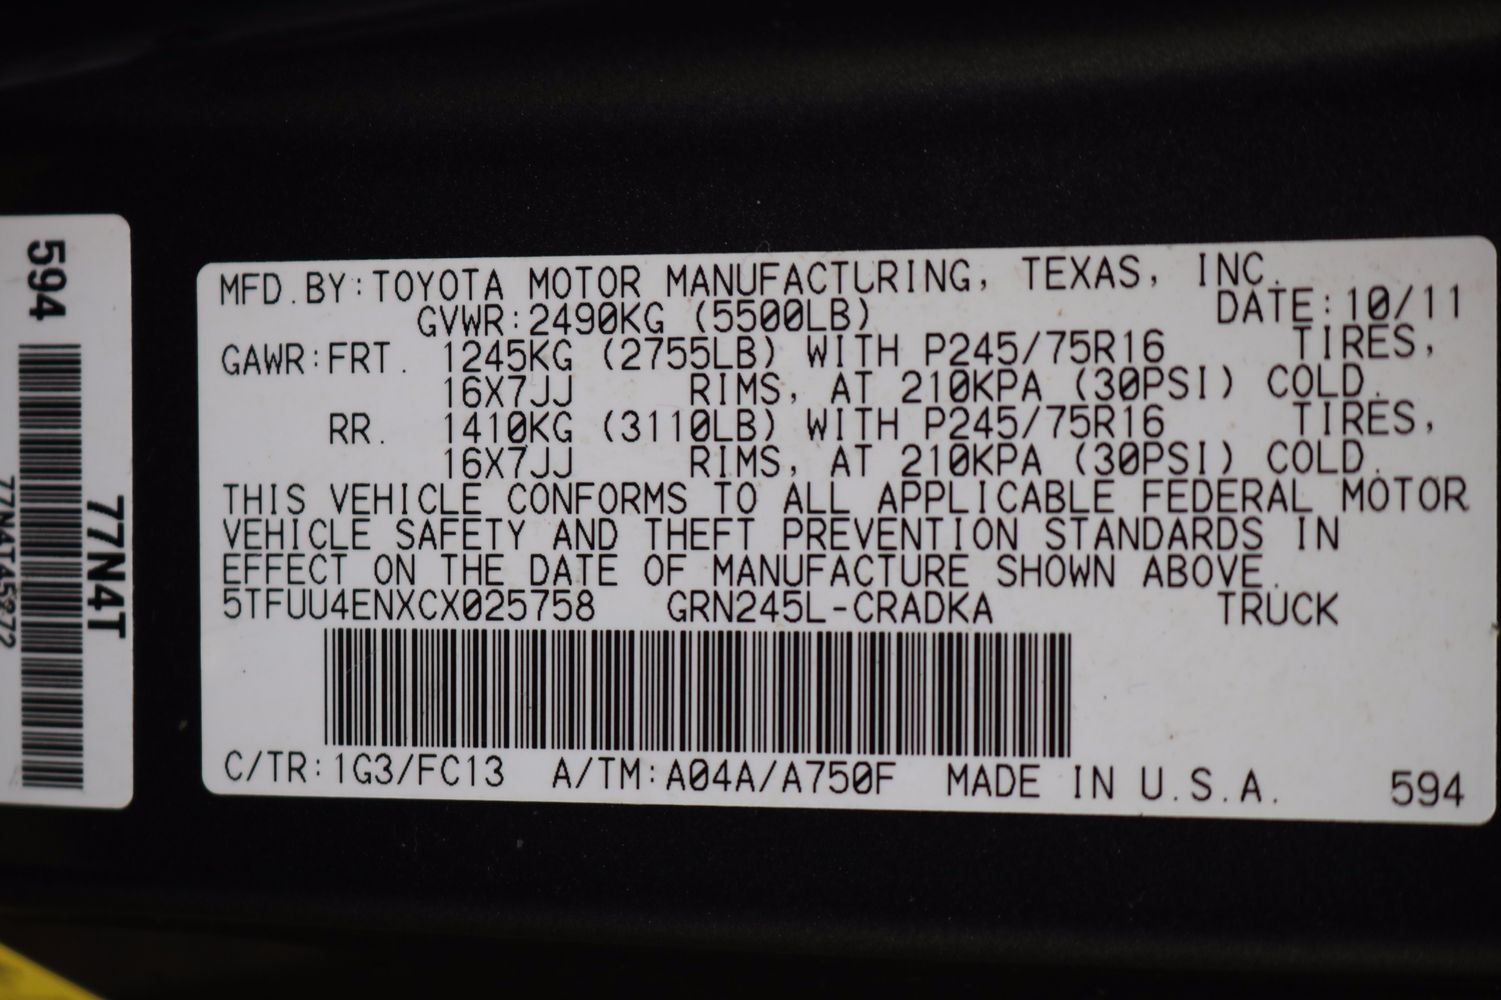 594
77N4T
77N4T45272
MFD.BY:TOYOTA MOTOR MANUFACTURING, TEXAS, INC.
GVWR:2490KG (5500LB) DATE:10/11
GAWR:FRT. 1245KG (2755LB) WITH P245/75R16 TIRES,
16X7JJ RIMS, AT 210KPA (30PSI) COLD.
RR. 1410KG (3110LB) WITH P245/75R16 TIRES,
16X7JJ RIMS, AT 210KPA (30PSI) COLD.
THIS VEHICLE CONFORMS TO ALL APPLICABLE FEDERAL MOTOR
VEHICLE SAFETY AND THEFT PREVENTION STANDARDS IN
EFFECT ON THE DATE OF MANUFACTURE SHOWN ABOVE.
5TFUU4ENXCX025758 GRN245L-CRADKA TRUCK
C/TR:1G3/FC13 A/TM:A04A/A750F MADE IN U.S.A. 594